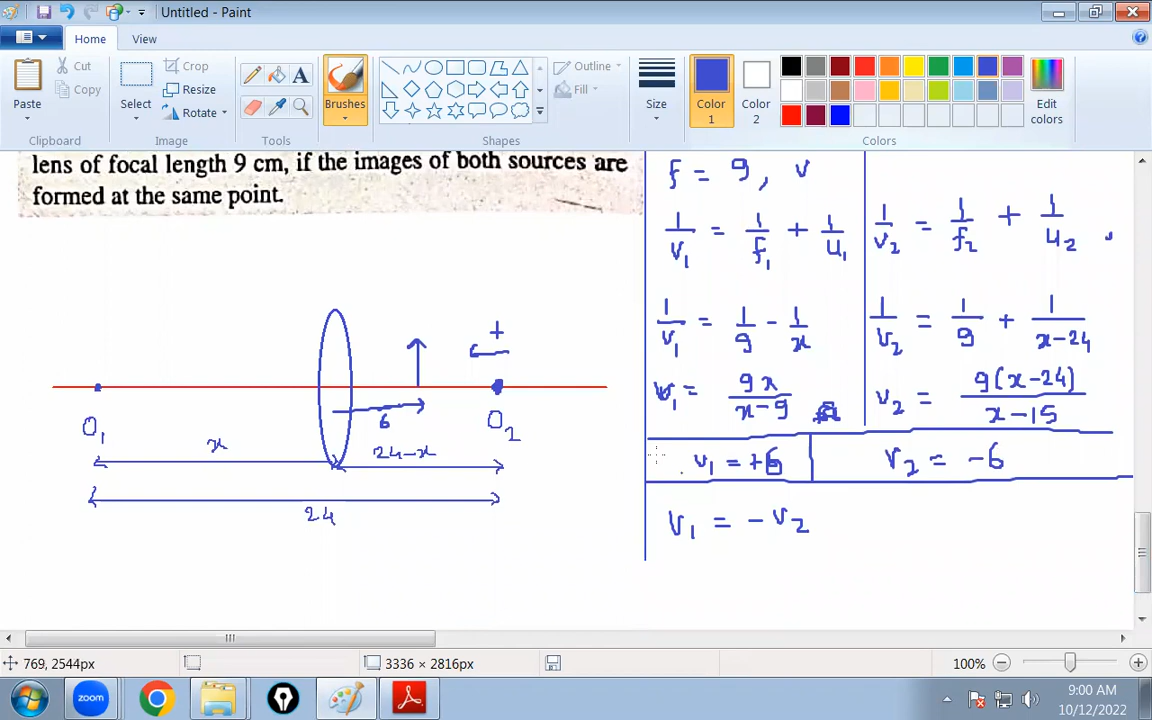 Untitled - Paint
Home View
Paste
Cut
Copy
Clipboard
Select
Crop
Resize
Rotate
Image
A
Tools
Brushes
Outline
Fill
Shapes
Size
Color 1
Color 2
Edit colors
Colors
lens of focal length 9 cm, if the images of both sources are
formed at the same point.
O₁
x
6
24-x
24
+
O₂
f = 9, v
1/v₁ = 1/f₁ + 1/u₁
1/v₁ = 1/9 - 1/x
v₁ = 9x/x-9
1/v₂ = 1/f₂ + 1/u₂
1/v₂ = 1/9 + 1/x-24
v₂ = 9(x-24)/x-15
v₁ = +6
v₂ = -6
v₁ = -v₂
769, 2544px
3336 × 2816px
100%
zoom
9:00 AM
10/12/2022